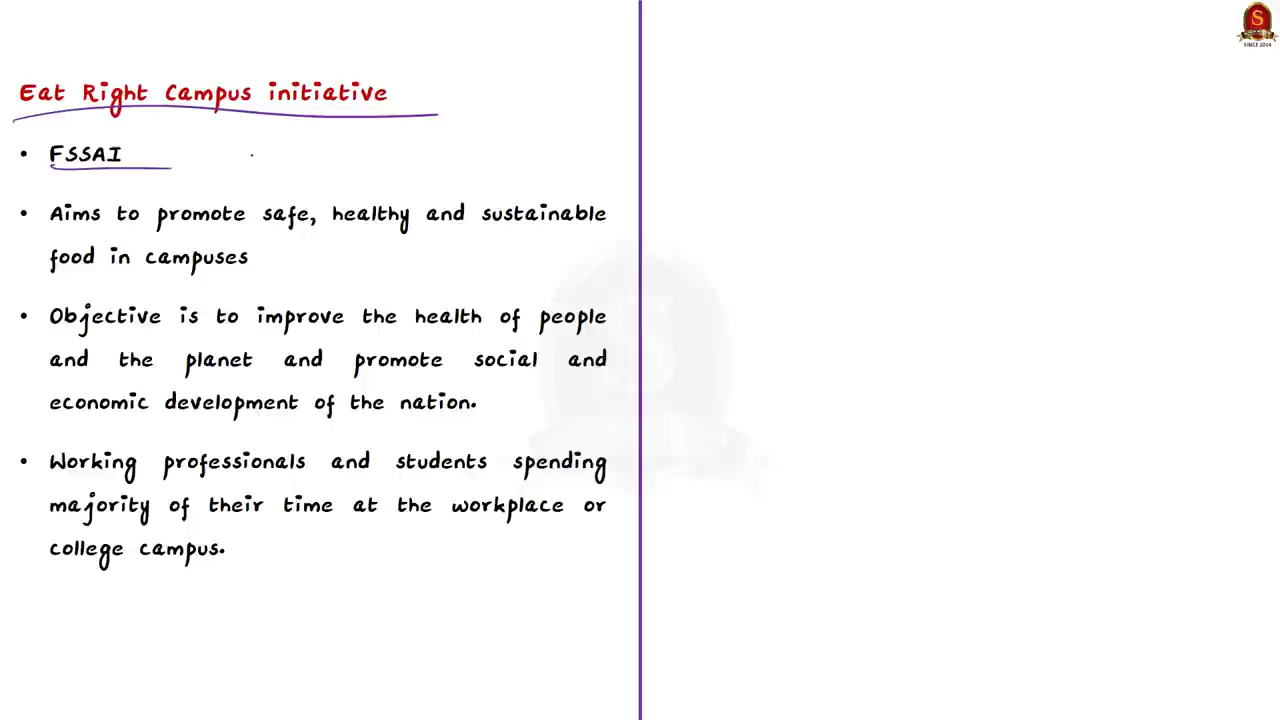 Eat Right Campus initiative
• FSSAI
• Aims to promote safe, healthy and sustainable
food in campuses
• Objective is to improve the health of people
and the planet and promote social and
economic development of the nation.
• Working professionals and students spending
majority of their time at the workplace or
college campus.
S
SINCE 2014